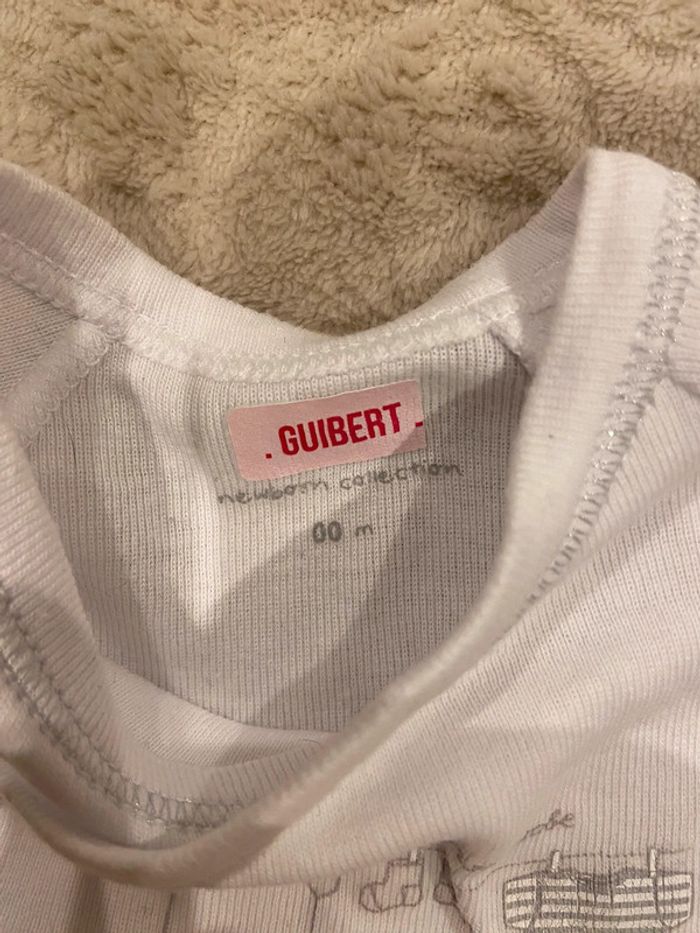 . GUIBERT .
newborn collection
00 m